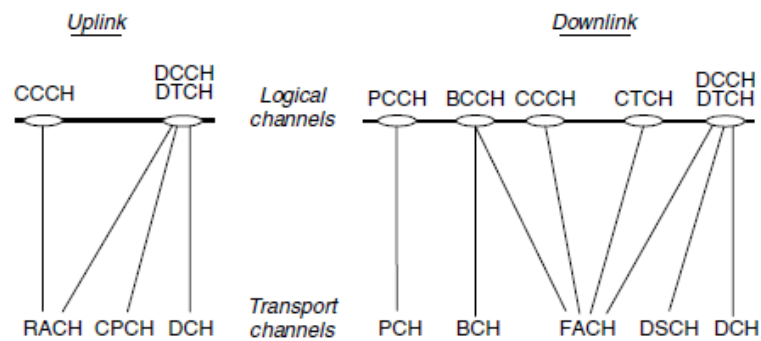 Uplink
Downlink
CCCH
DCCH
DTCH
Logical
channels
PCCH
BCCH
CCCH
CTCH
DCCH
DTCH
RACH
CPCH
DCH
Transport
channels
PCH
BCH
FACH
DSCH
DCH